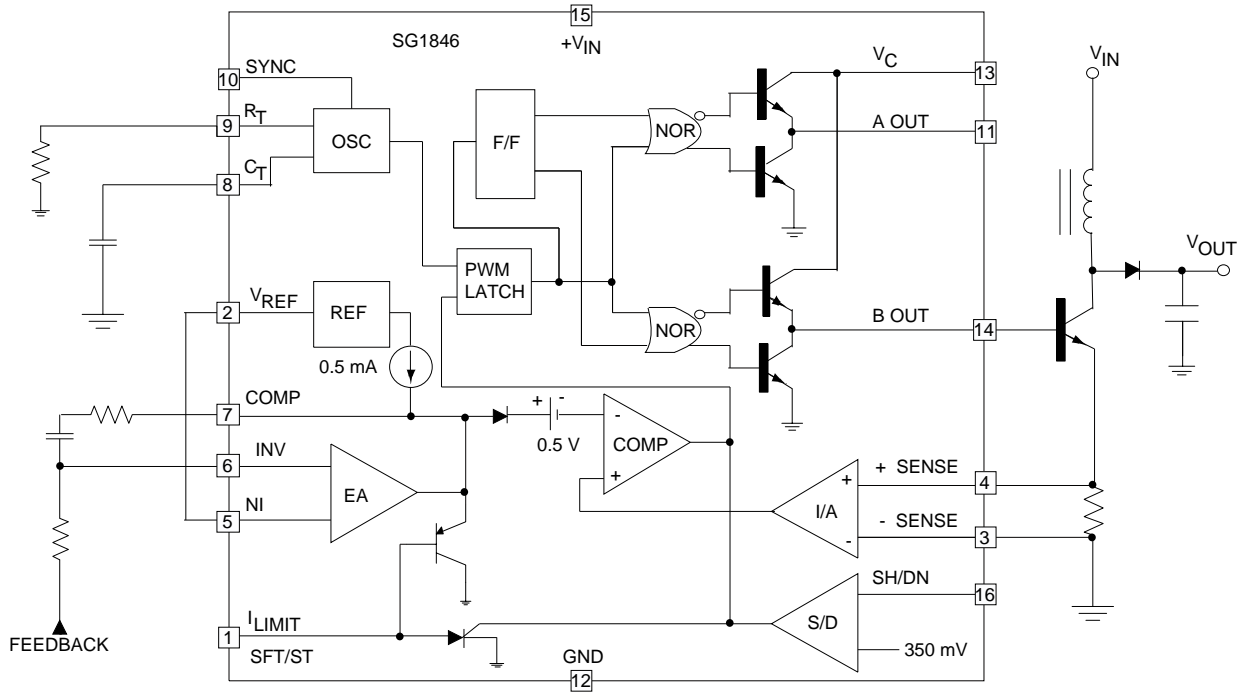 15
+VIN
SG1846
VC
13
VIN
10
SYNC
RT
9
OSC
F/F
NOR
A OUT
11
CT
8
PWM
LATCH
VOUT
VREF
2
REF
NOR
B OUT
14
0.5 mA
COMP
7
+ -
-
0.5 V
COMP
+
INV
6
EA
NI
5
+ SENSE
+
4
I/A
- SENSE
-
3
SH/DN
16
S/D
350 mV
ILIMIT
1
SFT/ST
FEEDBACK
GND
12